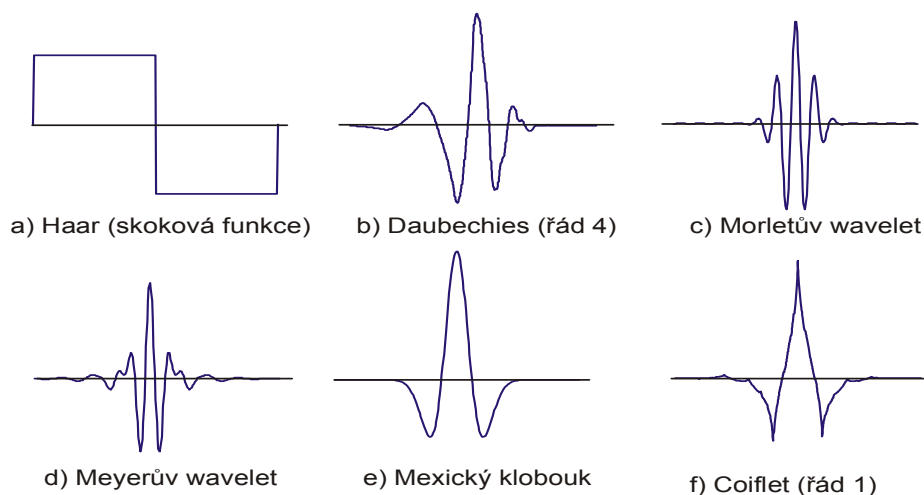 a) Haar (skoková funkce)
b) Daubechies (řád 4)
c) Morletův wavelet
d) Meyerův wavelet
e) Mexický klobouk
f) Coiflet (řád 1)